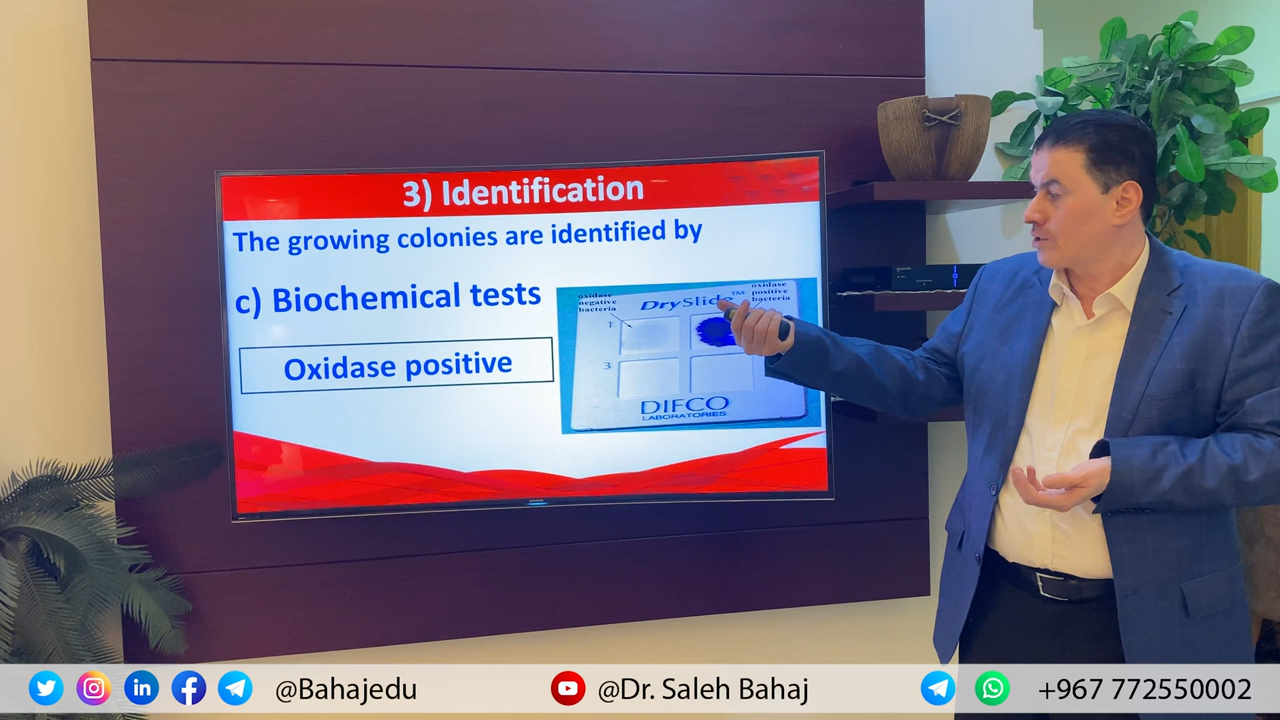 3) Identification
The growing colonies are identified by
c) Biochemical tests
Oxidase positive
oxidase
negative
bacteria
DrySlide TM
oxidase
positive
bacteria
1
3
DIFCO
LABORATORIES
@Bahajedu
@Dr. Saleh Bahaj
+967 772550002